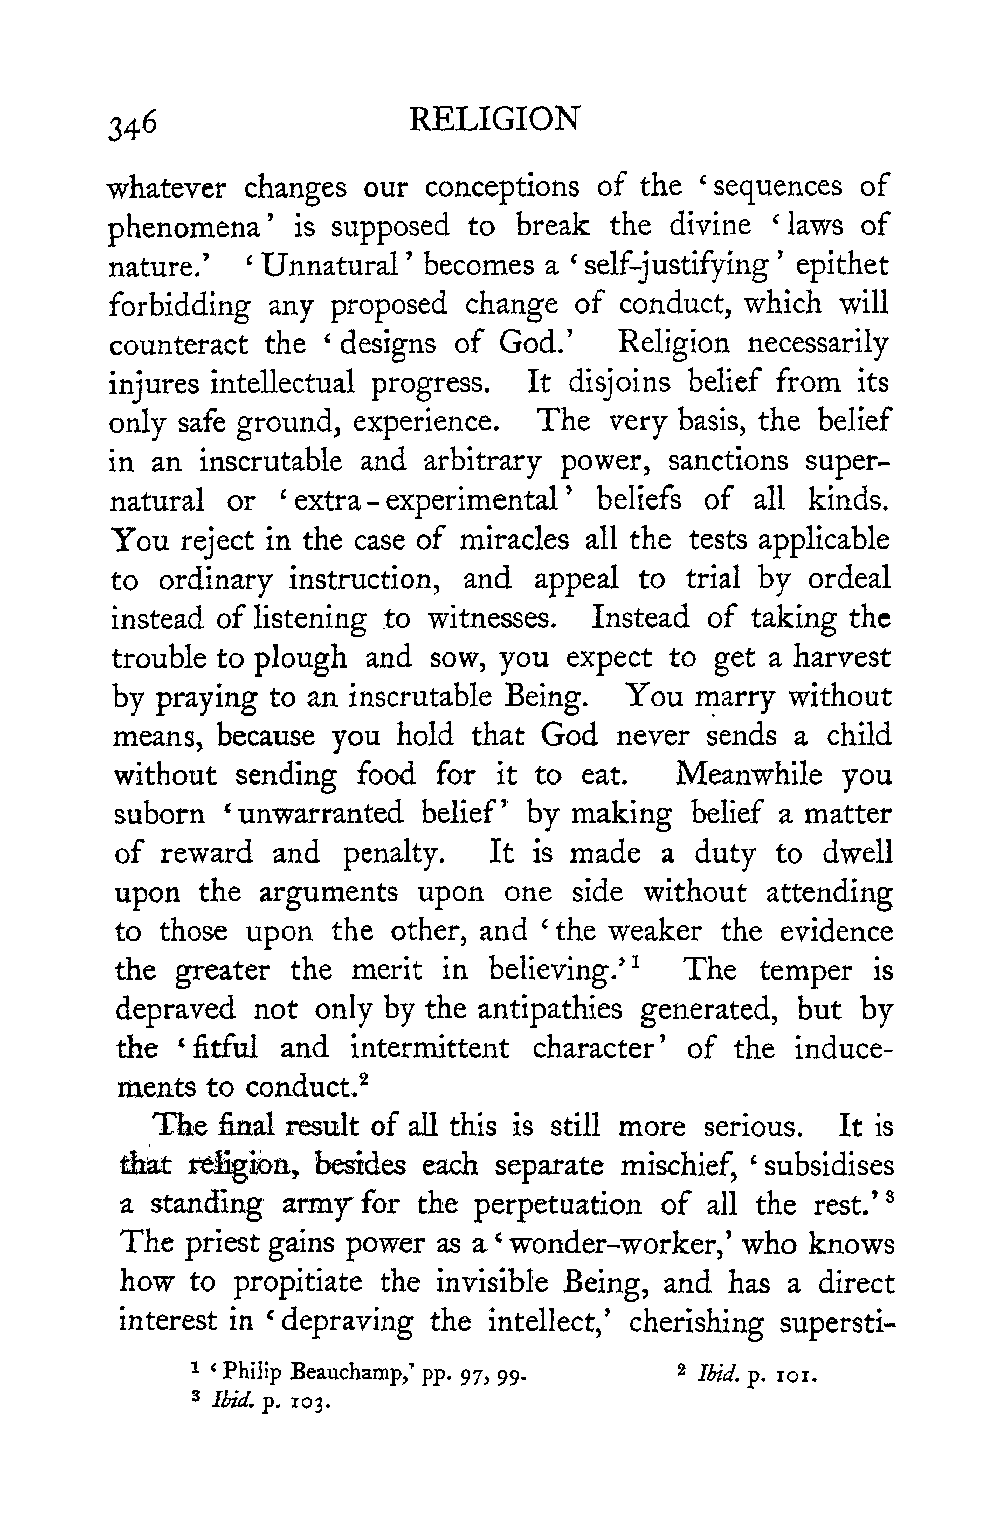 346 RELIGION
whatever changes our conceptions of the ‘sequences of
phenomena’ is supposed to break the divine ‘laws of
nature.’ ‘Unnatural’ becomes a ‘self-justifying’ epithet
forbidding any proposed change of conduct, which will
counteract the ‘designs of God.’ Religion necessarily
injures intellectual progress. It disjoins belief from its
only safe ground, experience. The very basis, the belief
in an inscrutable and arbitrary power, sanctions super-
natural or ‘extra-experimental’ beliefs of all kinds.
You reject in the case of miracles all the tests applicable
to ordinary instruction, and appeal to trial by ordeal
instead of listening to witnesses. Instead of taking the
trouble to plough and sow, you expect to get a harvest
by praying to an inscrutable Being. You marry without
means, because you hold that God never sends a child
without sending food for it to eat. Meanwhile you
suborn ‘unwarranted belief’ by making belief a matter
of reward and penalty. It is made a duty to dwell
upon the arguments upon one side without attending
to those upon the other, and ‘the weaker the evidence
the greater the merit in believing.’¹ The temper is
depraved not only by the antipathies generated, but by
the ‘fitful and intermittent character’ of the induce-
ments to conduct.²
The final result of all this is still more serious. It is
that religion, besides each separate mischief, ‘subsidises
a standing army for the perpetuation of all the rest.’³
The priest gains power as a ‘wonder-worker,’ who knows
how to propitiate the invisible Being, and has a direct
interest in ‘depraving the intellect,’ cherishing supersti-
¹ ‘Philip Beauchamp,’ pp. 97, 99. ² Ibid. p. 101.
³ Ibid. p. 103.